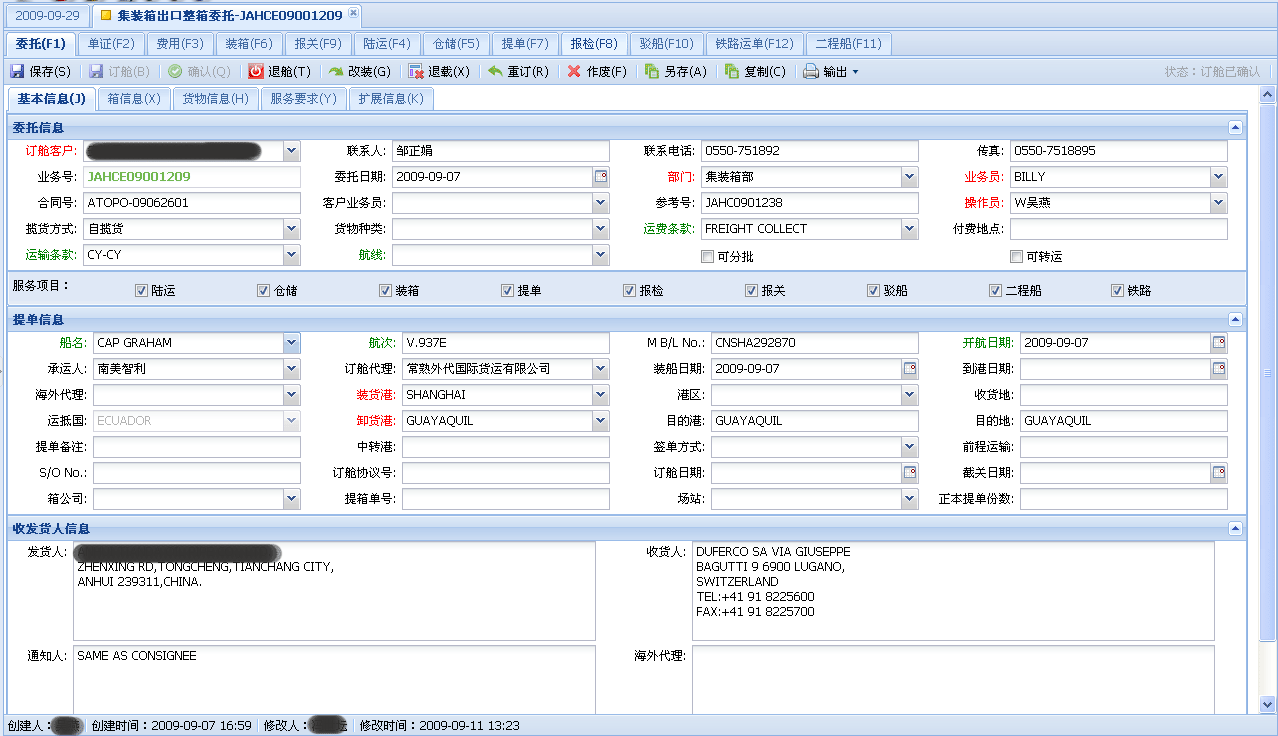 2009-09-29 集装箱出口整箱委托-JAHCE09001209
委托(F1) 单证(F2) 费用(F3) 装箱(F6) 报关(F9) 陆运(F4) 仓储(F5) 提单(F7) 报检(F8) 驳船(F10) 铁路运单(F12) 二程船(F11)
保存(S) 订舱(B) 确认(Q) 退舱(T) 改装(G) 退载(X) 重订(R) 作废(F) 另存(A) 复制(C) 输出 状态：订舱已确认
基本信息(J) 箱信息(X) 货物信息(H) 服务要求(Y) 扩展信息(K)
委托信息
订舱客户: 联系人: 邹正娟 联系电话: 0550-751892 传真: 0550-7518895
业务号: JAHCE09001209 委托日期: 2009-09-07 部门: 集装箱部 业务员: BILLY
合同号: ATOPO-09062601 客户业务员: 参考号: JAHC0901238 操作员: W吴燕
揽货方式: 自揽货 货物种类: 运费条款: FREIGHT COLLECT 付费地点:
运输条款: CY-CY 航线: 可分批 可转运
服务项目： 陆运 仓储 装箱 提单 报检 报关 驳船 二程船 铁路
提单信息
船名: CAP GRAHAM 航次: V.937E M B/L No.: CNSHA292870 开航日期: 2009-09-07
承运人: 南美智利 订舱代理: 常熟外代国际货运有限公司 装船日期: 2009-09-07 到港日期:
海外代理: 装货港: SHANGHAI 港区: 收货地:
运抵国: ECUADOR 卸货港: GUAYAQUIL 目的港: GUAYAQUIL 目的地: GUAYAQUIL
提单备注: 中转港: 签单方式: 前程运输:
S/O No.: 订舱协议号: 订舱日期: 截关日期:
箱公司: 提箱单号: 场站: 正本提单份数:
收发货人信息
发货人:
ZHENXING RD,TONGCHENG,TIANCHANG CITY,
ANHUI 239311,CHINA.
收货人: DUFERCO SA VIA GIUSEPPE
BAGUTTI 9 6900 LUGANO,
SWITZERLAND
TEL:+41 91 8225600
FAX:+41 91 8225700
通知人: SAME AS CONSIGNEE 海外代理:
创建人： 创建时间：2009-09-07 16:59 修改人： 修改时间：2009-09-11 13:23